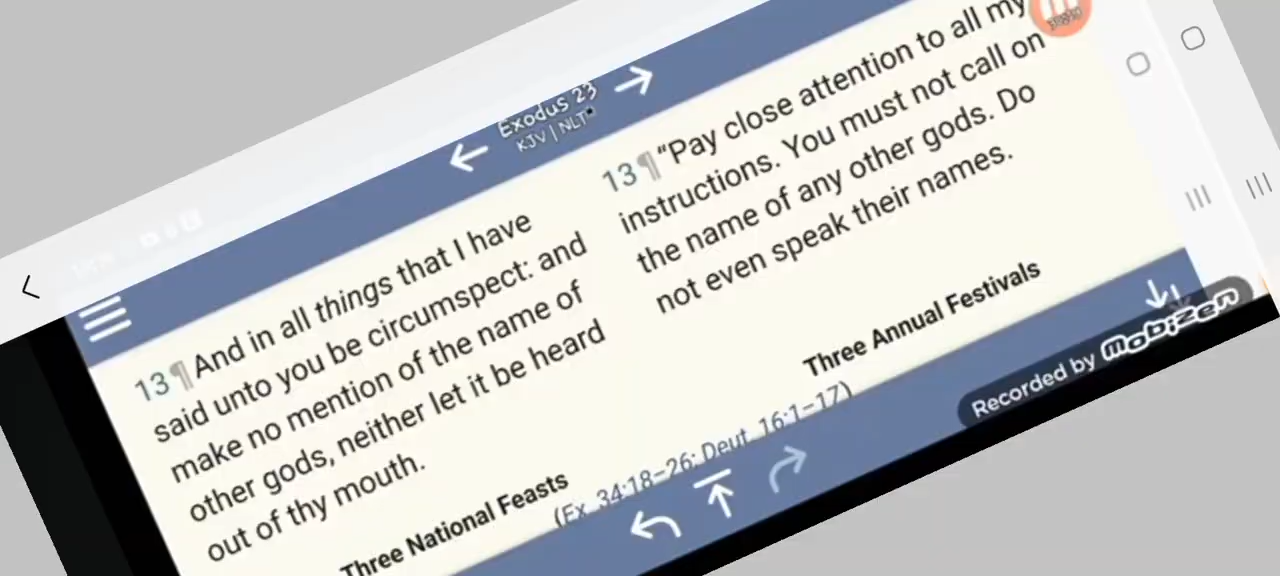 Exodus 23
KJV | NLT*
13¶ And in all things that I have
said unto you be circumspect: and
make no mention of the name of
other gods, neither let it be heard
out of thy mouth.
Three National Feasts
13¶ “Pay close attention to all my
instructions. You must not call on
the name of any other gods. Do
not even speak their names.
Three Annual Festivals
(Ex. 34:18–26; Deut. 16:1–17)
Recorded by mobizen